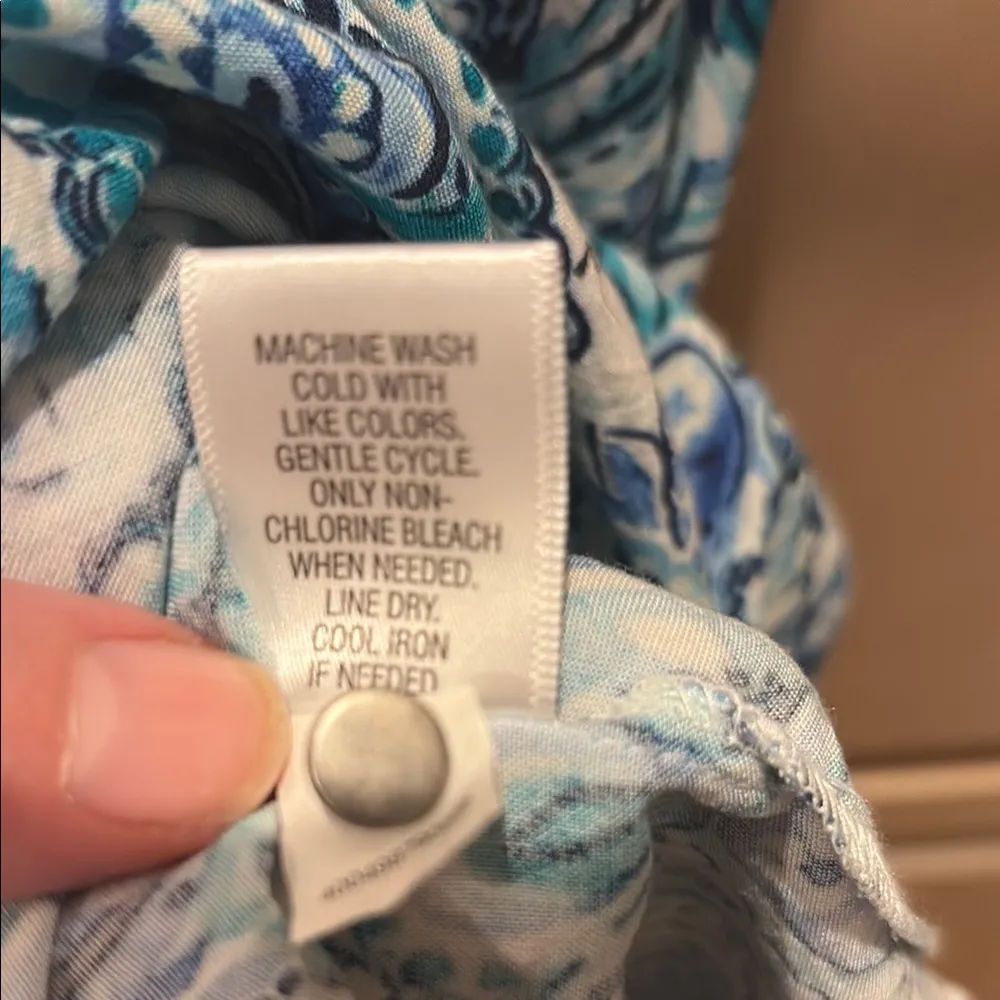 MACHINE WASH
COLD WITH
LIKE COLORS.
GENTLE CYCLE.
ONLY NON-
CHLORINE BLEACH
WHEN NEEDED.
LINE DRY.
COOL IRON
IF NEEDED